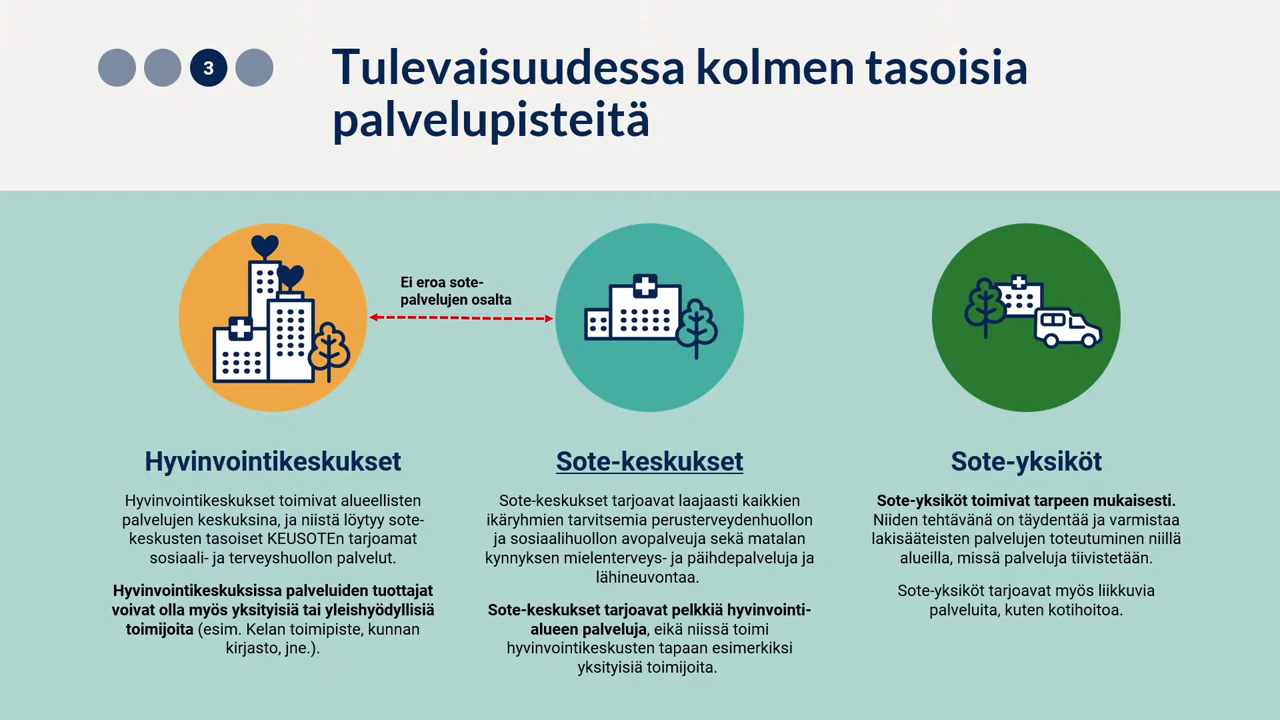 3
Tulevaisuudessa kolmen tasoisia
palvelupisteitä
Ei eroa sote-
palvelujen osalta
Hyvinvointikeskukset
Hyvinvointikeskukset toimivat alueellisten
palvelujen keskuksina, ja niistä löytyy sote-
keskusten tasoiset KEUSOTEn tarjoamat
sosiaali- ja terveyshuollon palvelut.
Hyvinvointikeskuksissa palveluiden tuottajat
voivat olla myös yksityisiä tai yleishyödyllisiä
toimijoita (esim. Kelan toimipiste, kunnan
kirjasto, jne.).
Sote-keskukset
Sote-keskukset tarjoavat laajaasti kaikkien
ikäryhmien tarvitsemia perusterveydenhuollon
ja sosiaalihuollon avopalveuja sekä matalan
kynnyksen mielenterveys- ja päihdepalveluja ja
lähineuvontaa.
Sote-keskukset tarjoavat pelkkiä hyvinvointi-
alueen palveluja, eikä niissä toimi
hyvinvointikeskusten tapaan esimerkiksi
yksityisiä toimijoita.
Sote-yksiköt
Sote-yksiköt toimivat tarpeen mukaisesti.
Niiden tehtävänä on täydentää ja varmistaa
lakisääteisten palvelujen toteutuminen niillä
alueilla, missä palveluja tiivistetään.
Sote-yksiköt tarjoavat myös liikkuvia
palveluita, kuten kotihoitoa.